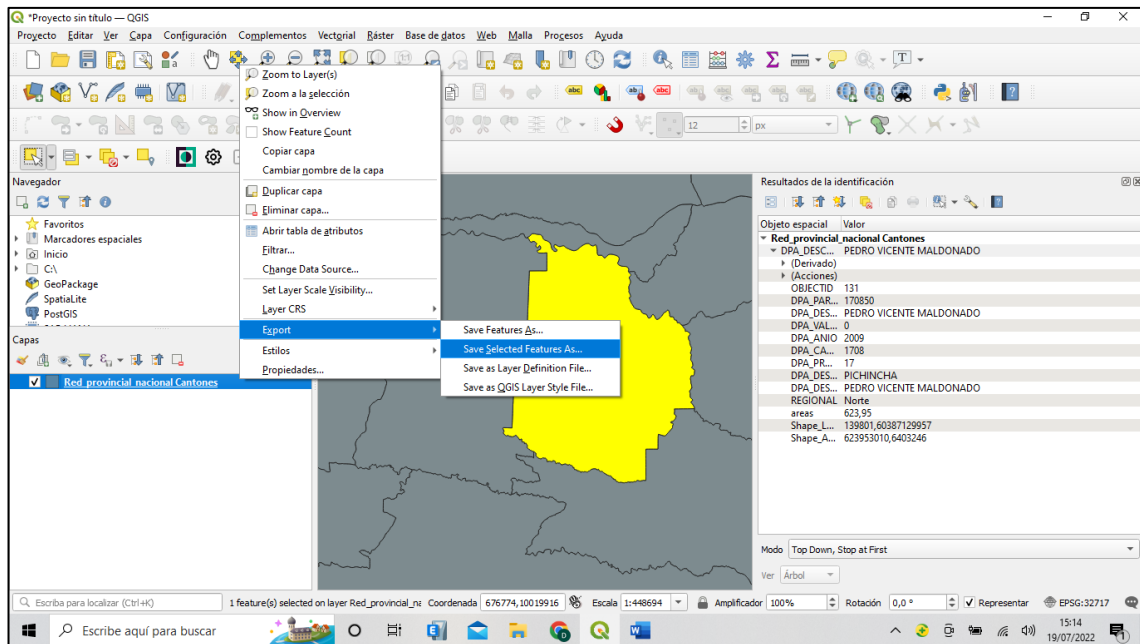 *Proyecto sin título — QGIS
Proyecto Editar Ver Capa Configuración Complementos Vectorial Ráster Base de datos Web Malla Procesos Ayuda
Zoom to Layer(s)
Zoom a la selección
Show in Overview
Show Feature Count
Copiar capa
Cambiar nombre de la capa
Duplicar capa
Eliminar capa...
Abrir tabla de atributos
Filtrar...
Change Data Source...
Set Layer Scale Visibility...
Layer CRS
Export
Estilos
Propiedades...
Save Features As...
Save Selected Features As...
Save as Layer Definition File...
Save as QGIS Layer Style File...
abc
12
px
Navegador
Favoritos
Marcadores espaciales
Inicio
C:\
GeoPackage
SpatiaLite
PostGIS
Capas
Red_provincial_nacional Cantones
Resultados de la identificación
Objeto espacial Valor
Red_provincial_nacional Cantones
DPA_DESC... PEDRO VICENTE MALDONADO
(Derivado)
(Acciones)
OBJECTID 131
DPA_PAR... 170850
DPA_DES... PEDRO VICENTE MALDONADO
DPA_VAL... 0
DPA_ANIO 2009
DPA_CA... 1708
DPA_PR... 17
DPA_DES... PICHINCHA
DPA_DES... PEDRO VICENTE MALDONADO
REGIONAL Norte
areas 623,95
Shape_L... 139801,60387129957
Shape_A... 623953010,6403246
Modo Top Down, Stop at First
Ver Árbol
Escriba para localizar (Ctrl+K) 1 feature(s) selected on layer Red_provincial_na Coordenada 676774,10019916 Escala 1:448694 Amplificador 100% Rotación 0,0 ° Representar EPSG:32717
Escribe aquí para buscar
15:14
19/07/2022